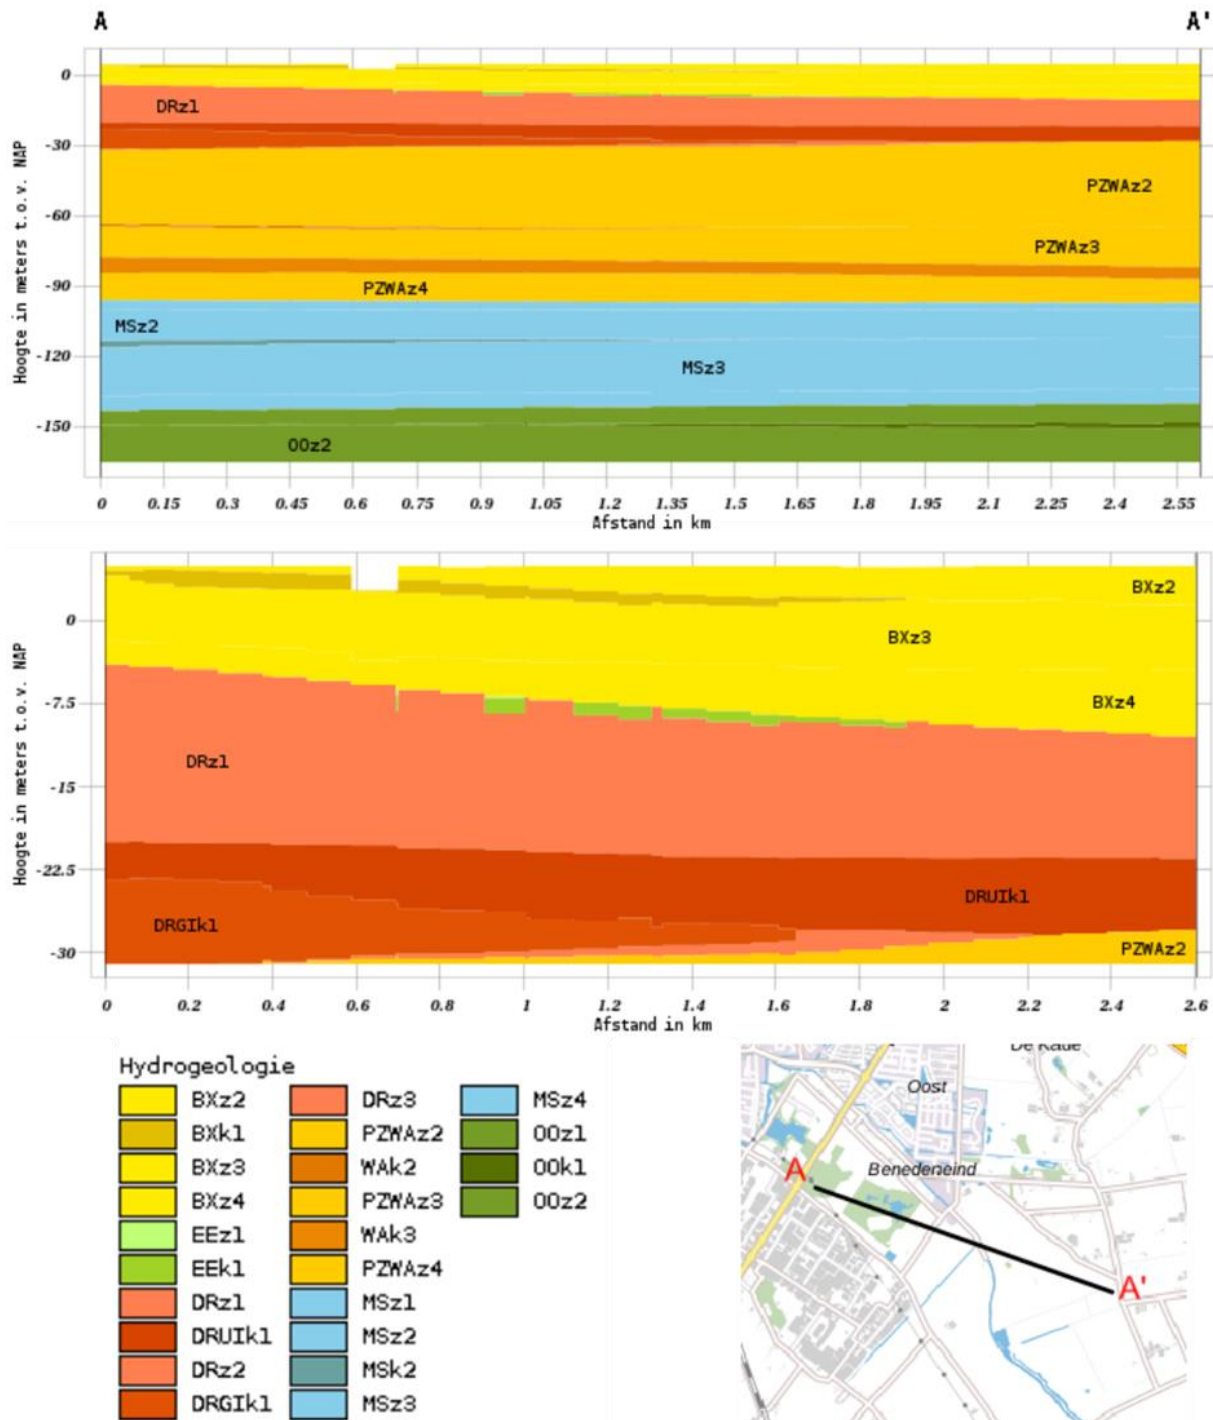 A A'
Hoogte in meters t.o.v. NAP
0
-30
-60
-90
-120
-150
DRz1
PZWAz2
PZWAz3
PZWAz4
MSz2
MSz3
OOz2
0 0.15 0.3 0.45 0.6 0.75 0.9 1.05 1.2 1.35 1.5 1.65 1.8 1.95 2.1 2.25 2.4 2.55
Afstand in km
Hoogte in meters t.o.v. NAP
0
-7.5
-15
-22.5
-30
BXz2
BXz3
BXz4
DRz1
DRUIk1
DRGIk1
PZWAz2
0 0.2 0.4 0.6 0.8 1 1.2 1.4 1.6 1.8 2 2.2 2.4 2.6
Afstand in km
Hydrogeologie
BXz2 DRz3 MSz4
BXk1 PZWAz2 OOz1
BXz3 WAk2 OOk1
BXz4 PZWAz3 OOz2
EEz1 WAk3
EEk1 PZWAz4
DRz1 MSz1
DRUIk1 MSz2
DRz2 MSk2
DRGIk1 MSz3
Oost
Benedeneind
A
A'